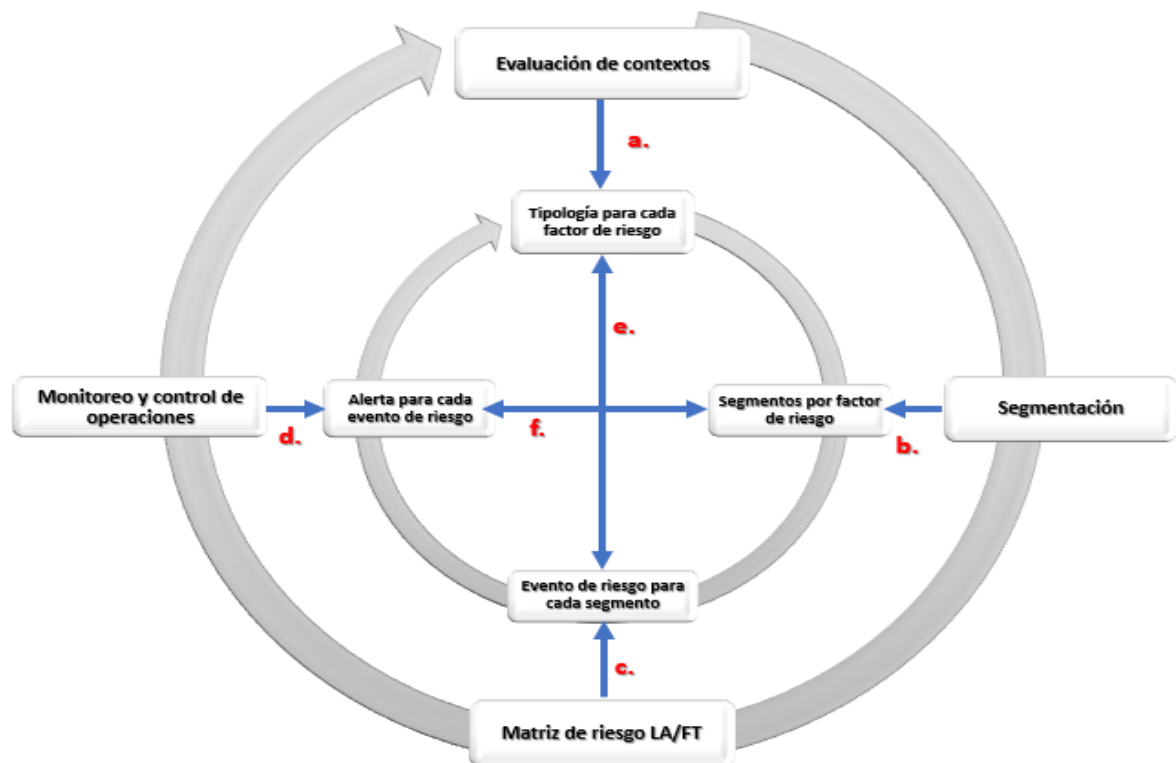 Evaluación de contextos
a.
Tipología para cada
factor de riesgo
e.
Monitoreo y control de
operaciones
d.
Alerta para cada
evento de riesgo
f.
Segmentos por factor
de riesgo
b.
Segmentación
Evento de riesgo para
cada segmento
c.
Matriz de riesgo LA/FT